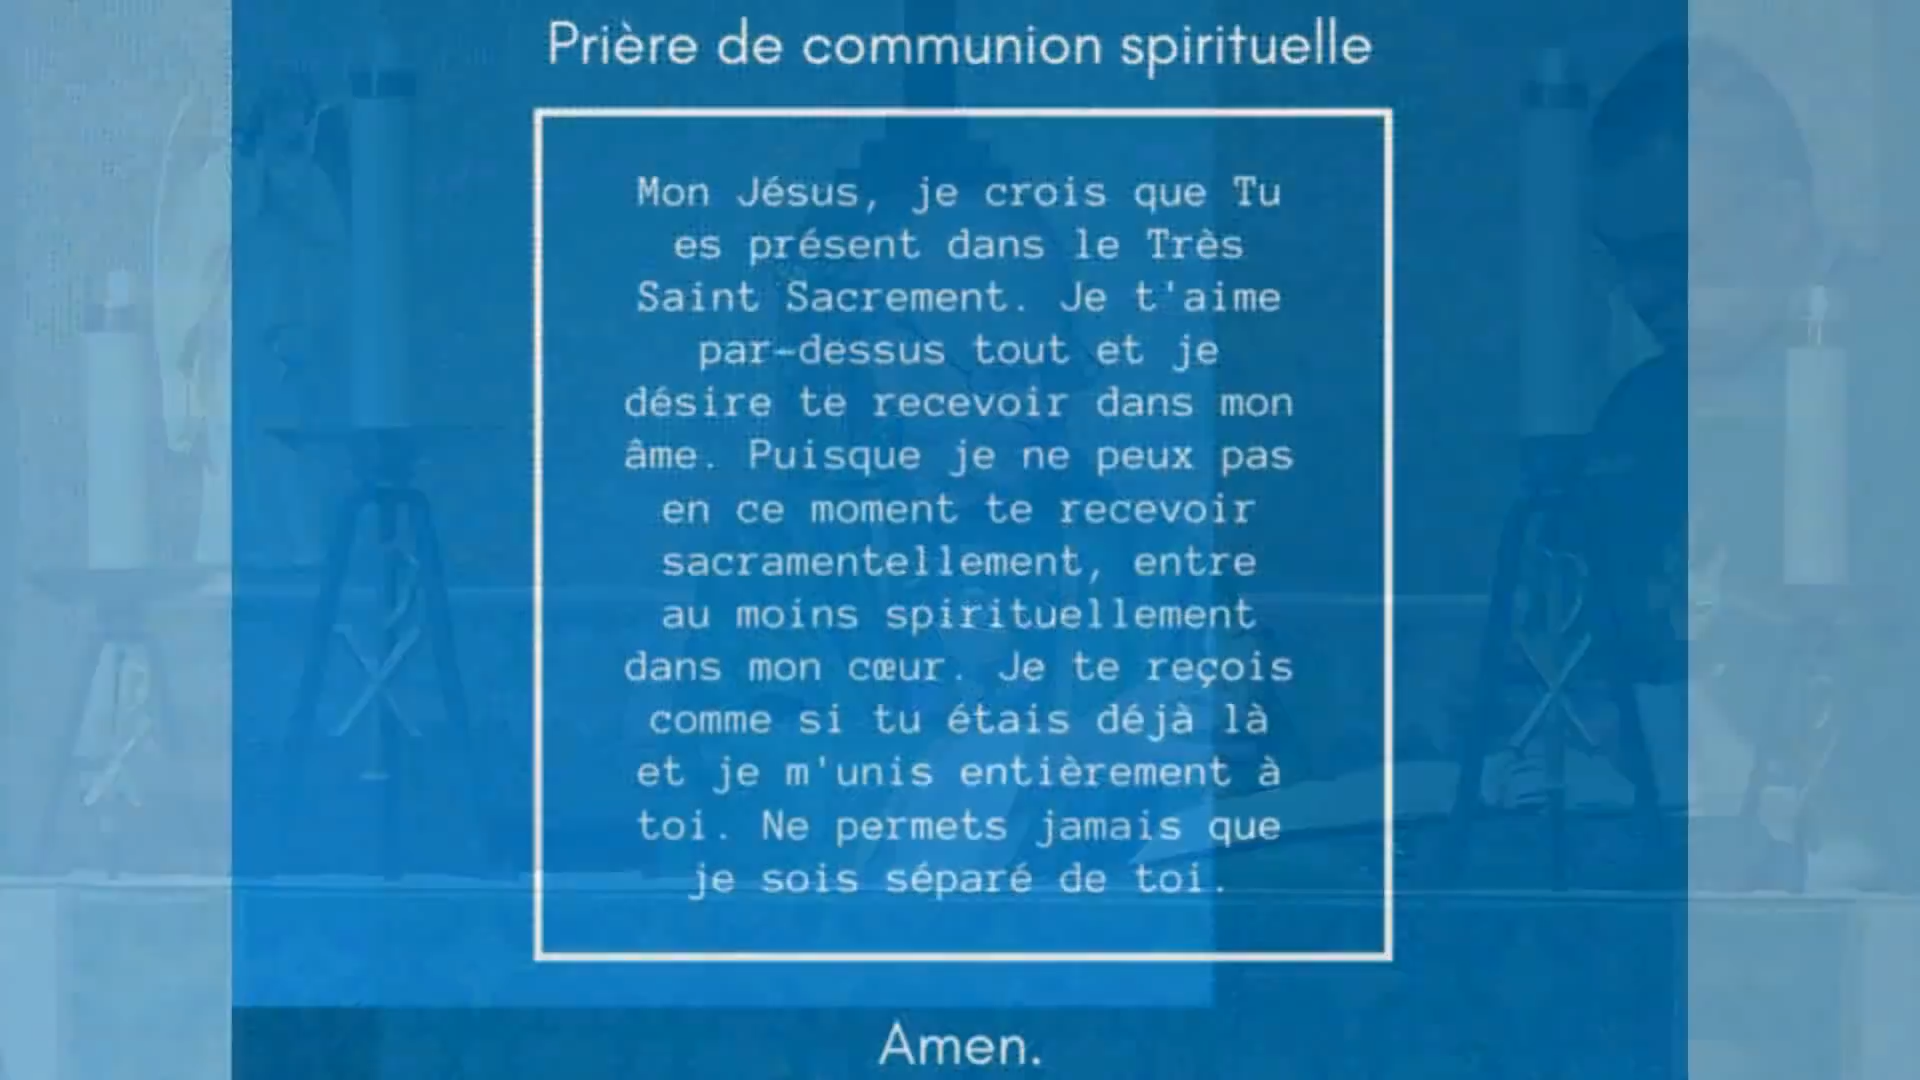 Prière de communion spirituelle
Mon Jésus, je crois que Tu
es présent dans le Très
Saint Sacrement. Je t'aime
par-dessus tout et je
désire te recevoir dans mon
âme. Puisque je ne peux pas
en ce moment te recevoir
sacramentellement, entre
au moins spirituellement
dans mon cœur. Je te reçois
comme si tu étais déjà là
et je m'unis entièrement à
toi. Ne permets jamais que
je sois séparé de toi.
Amen.